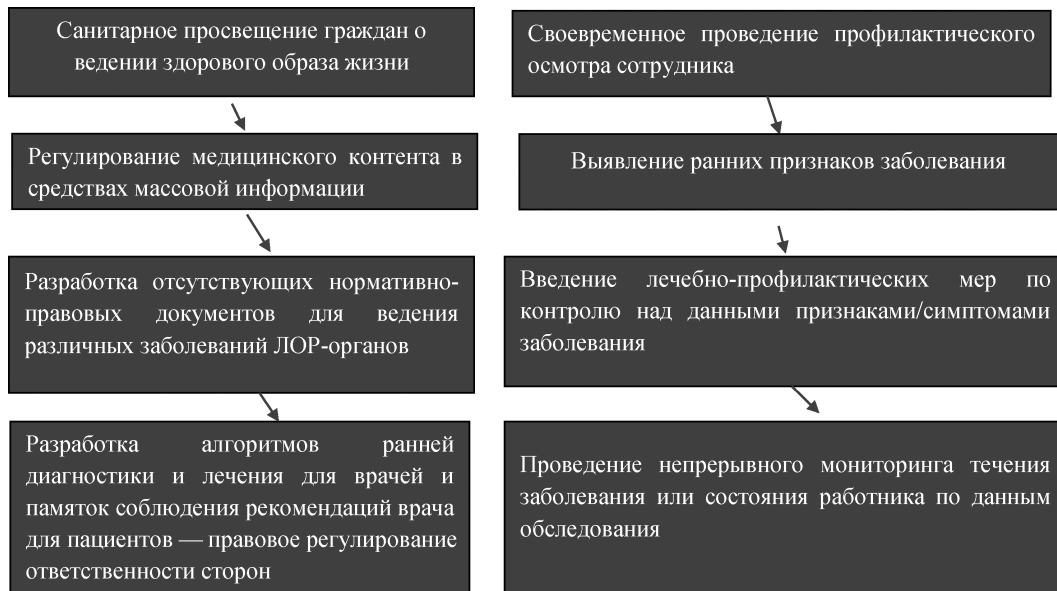 Санитарное просвещение граждан о
ведении здорового образа жизни
Регулирование медицинского контента в
средствах массовой информации
Разработка отсутствующих нормативно-
правовых документов для ведения
различных заболеваний ЛОР-органов
Разработка алгоритмов ранней
диагностики и лечения для врачей и
памяток соблюдения рекомендаций врача
для пациентов — правовое регулирование
ответственности сторон
Своевременное проведение профилактического
осмотра сотрудника
Выявление ранних признаков заболевания
Введение лечебно-профилактических мер по
контролю над данными признаками/симптомами
заболевания
Проведение непрерывного мониторинга течения
заболевания или состояния работника по данным
обследования